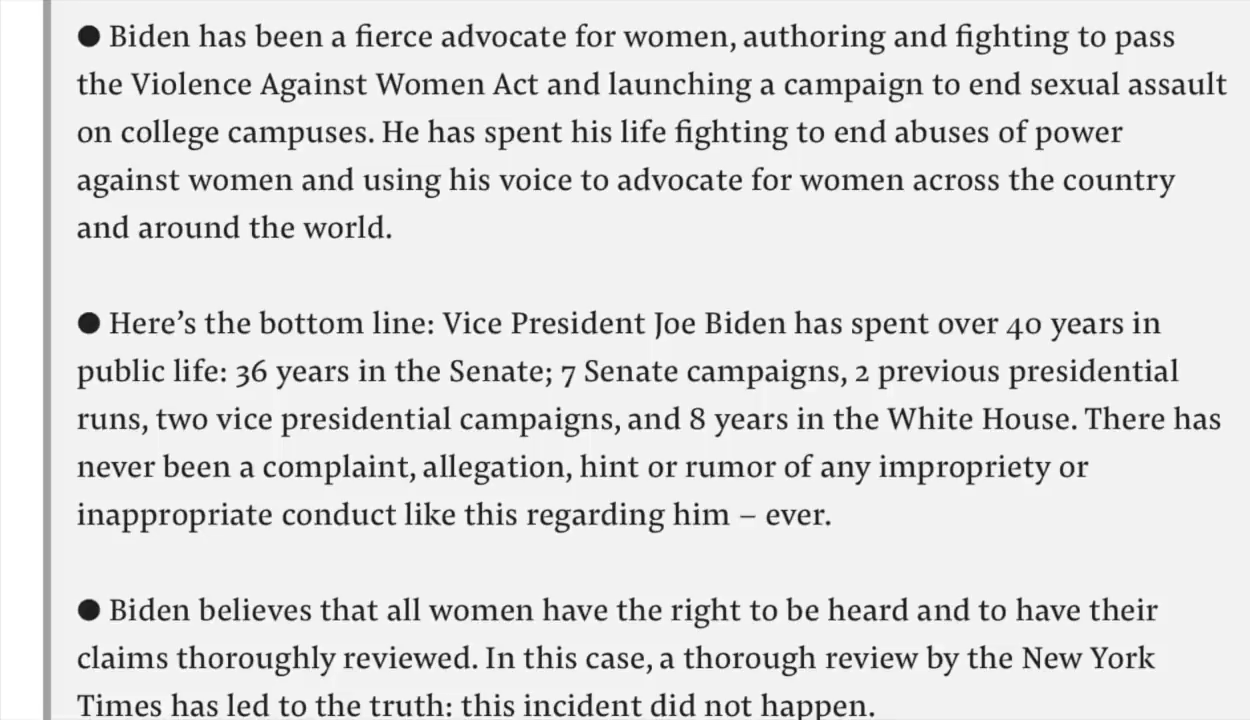 ● Biden has been a fierce advocate for women, authoring and fighting to pass
the Violence Against Women Act and launching a campaign to end sexual assault
on college campuses. He has spent his life fighting to end abuses of power
against women and using his voice to advocate for women across the country
and around the world.
● Here’s the bottom line: Vice President Joe Biden has spent over 40 years in
public life: 36 years in the Senate; 7 Senate campaigns, 2 previous presidential
runs, two vice presidential campaigns, and 8 years in the White House. There has
never been a complaint, allegation, hint or rumor of any impropriety or
inappropriate conduct like this regarding him – ever.
● Biden believes that all women have the right to be heard and to have their
claims thoroughly reviewed. In this case, a thorough review by the New York
Times has led to the truth: this incident did not happen.